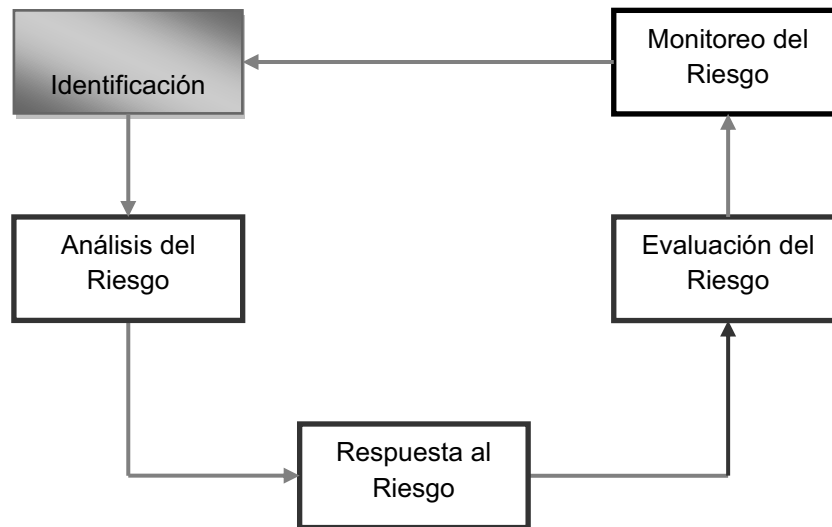 Identificación
Monitoreo del
Riesgo
Análisis del
Riesgo
Evaluación del
Riesgo
Respuesta al
Riesgo